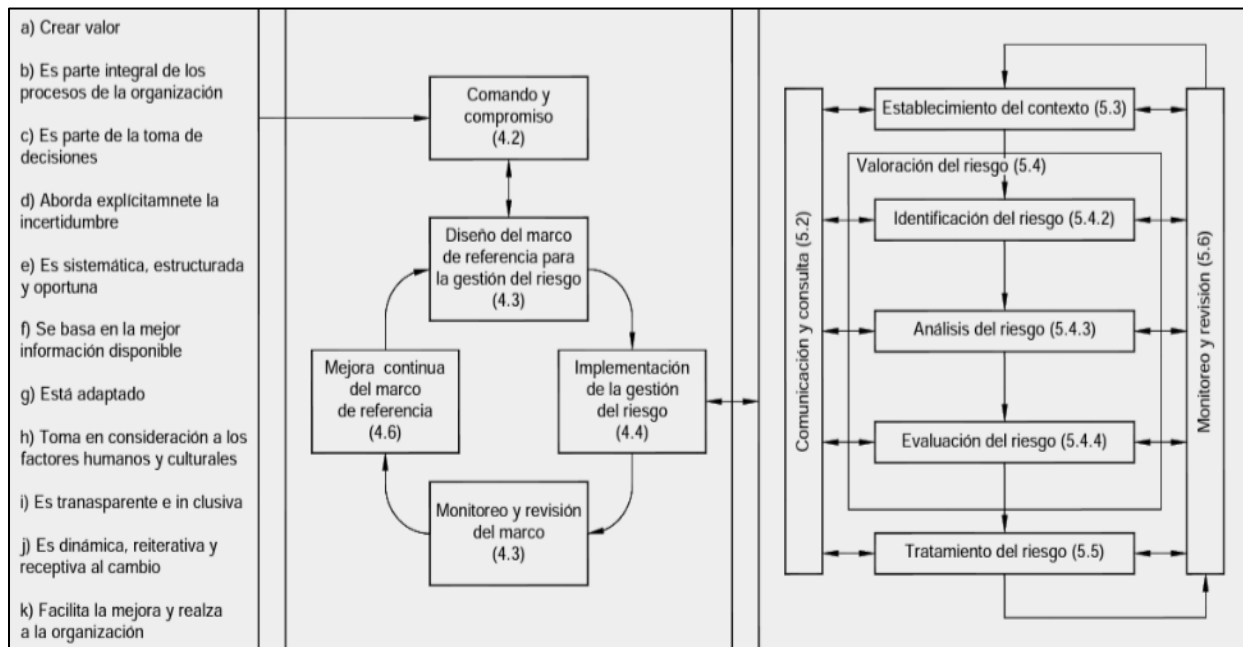 a) Crear valor
b) Es parte integral de los
procesos de la organización
c) Es parte de la toma de
decisiones
d) Aborda explícitamnete la
incertidumbre
e) Es sistemática, estructurada
y oportuna
f) Se basa en la mejor
información disponible
g) Está adaptado
h) Toma en consideración a los
factores humanos y culturales
i) Es tranasparente e in clusiva
j) Es dinámica, reiterativa y
receptiva al cambio
k) Facilita la mejora y realza
a la organización
Comando y
compromiso
(4.2)
Diseño del marco
de referencia para
la gestión del riesgo
(4.3)
Mejora continua
del marco
de referencia
(4.6)
Implementación
de la gestión
del riesgo
(4.4)
Monitoreo y revisión
del marco
(4.3)
Comunicación y consulta (5.2)
Establecimiento del contexto (5.3)
Valoración del riesgo (5.4)
Identificación del riesgo (5.4.2)
Análisis del riesgo (5.4.3)
Evaluación del riesgo (5.4.4)
Tratamiento del riesgo (5.5)
Monitoreo y revisión (5.6)